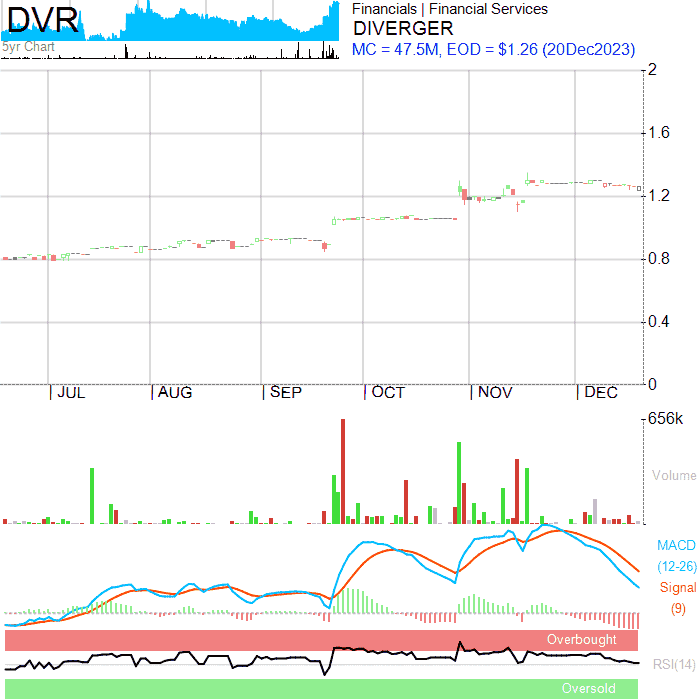 DVR
5yr Chart
Financials | Financial Services
DIVERGER
MC = 47.5M, EOD = $1.26 (20Dec2023)
2
1.6
1.2
0.8
0.4
0
JUL AUG SEP OCT NOV DEC
656k
Volume
MACD
(12-26)
Signal
(9)
Overbought
RSI(14)
Oversold